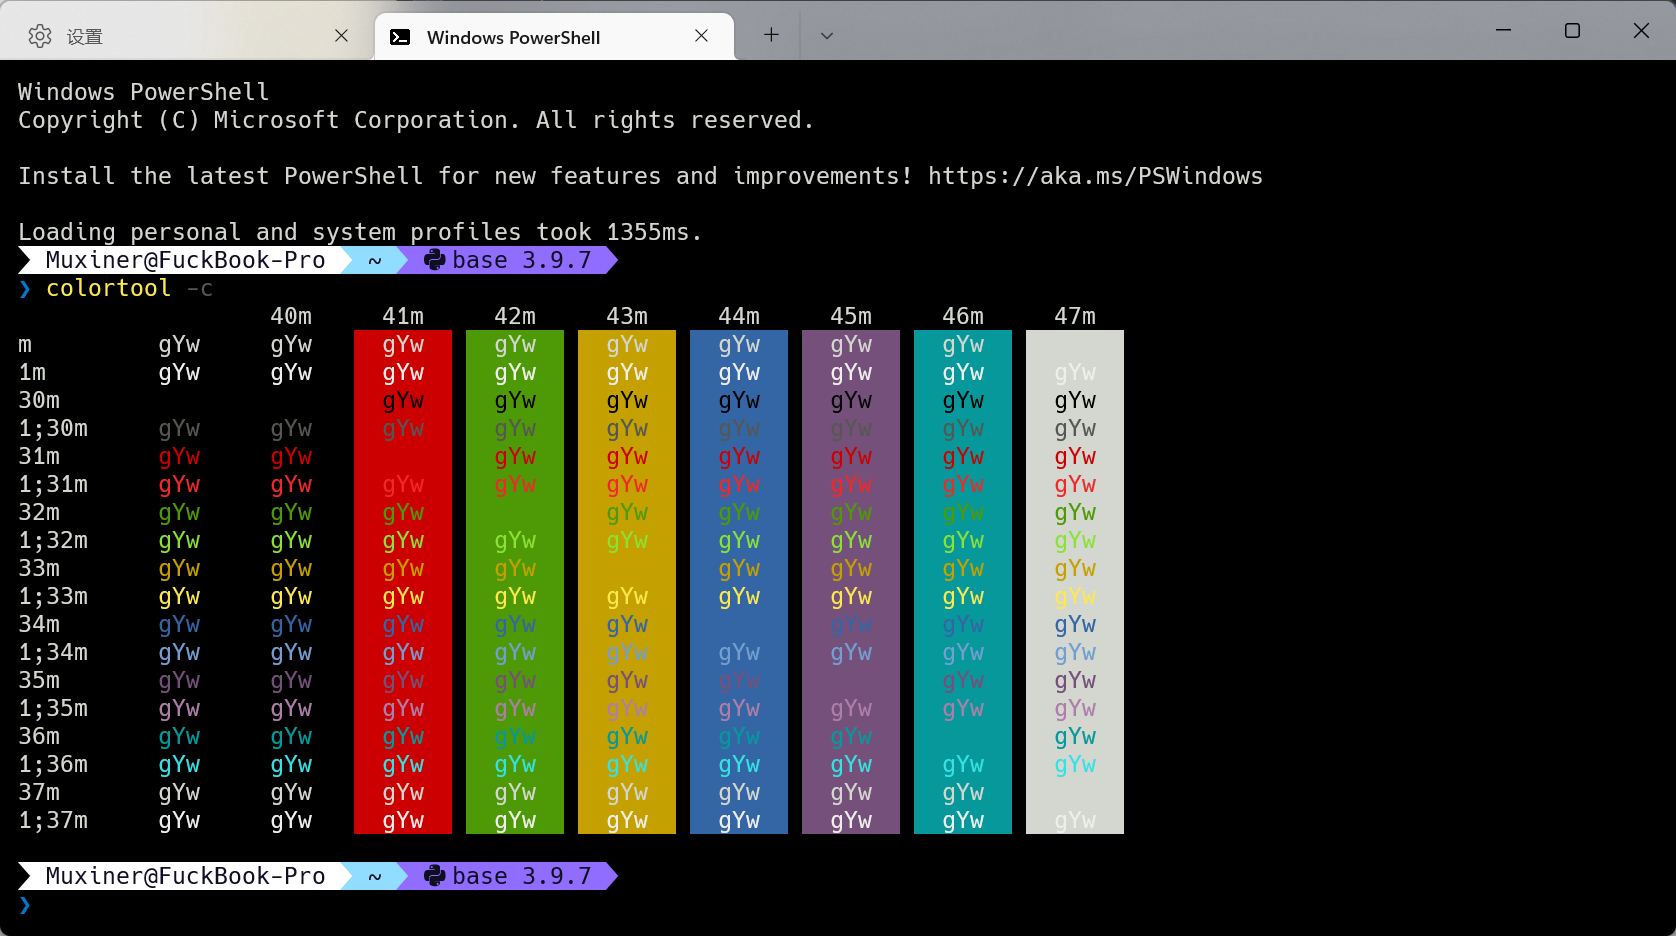 设置
Windows PowerShell
Windows PowerShell
Copyright (C) Microsoft Corporation. All rights reserved.
Install the latest PowerShell for new features and improvements! https://aka.ms/PSWindows
Loading personal and system profiles took 1355ms.
Muxiner@FuckBook-Pro ~ base 3.9.7
❯ colortool -c
40m 41m 42m 43m 44m 45m 46m 47m
m gYw gYw gYw gYw gYw gYw gYw gYw
1m gYw gYw gYw gYw gYw gYw gYw gYw gYw
30m gYw gYw gYw gYw gYw gYw gYw
1;30m gYw gYw gYw gYw gYw gYw gYw gYw gYw
31m gYw gYw gYw gYw gYw gYw gYw gYw
1;31m gYw gYw gYw gYw gYw gYw gYw gYw gYw
32m gYw gYw gYw gYw gYw gYw gYw gYw
1;32m gYw gYw gYw gYw gYw gYw gYw gYw gYw
33m gYw gYw gYw gYw gYw gYw gYw gYw
1;33m gYw gYw gYw gYw gYw gYw gYw gYw gYw
34m gYw gYw gYw gYw gYw gYw gYw gYw
1;34m gYw gYw gYw gYw gYw gYw gYw gYw gYw
35m gYw gYw gYw gYw gYw gYw gYw gYw
1;35m gYw gYw gYw gYw gYw gYw gYw gYw gYw
36m gYw gYw gYw gYw gYw gYw gYw gYw
1;36m gYw gYw gYw gYw gYw gYw gYw gYw gYw
37m gYw gYw gYw gYw gYw gYw gYw gYw
1;37m gYw gYw gYw gYw gYw gYw gYw gYw gYw
Muxiner@FuckBook-Pro ~ base 3.9.7
❯